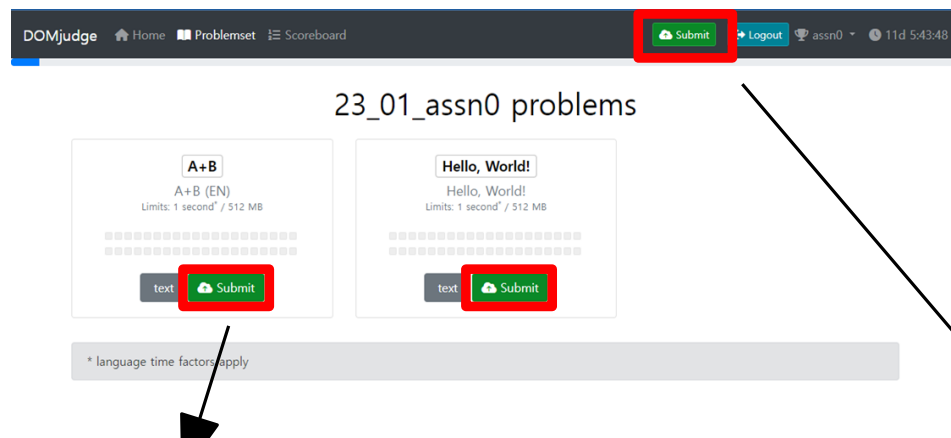 DOMjudge Home Problemset Scoreboard Submit Logout assn0 11d 5:43:48
23_01_assn0 problems
A+B
A+B (EN)
Limits: 1 second* / 512 MB
text Submit
Hello, World!
Hello, World!
Limits: 1 second* / 512 MB
text Submit
* language time factors apply